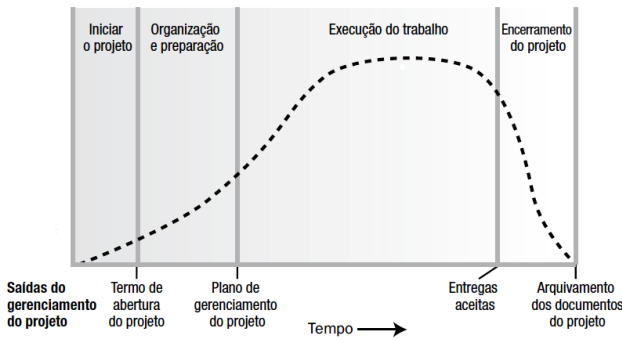 Iniciar
o projeto
Organização
e preparação
Execução do trabalho
Encerramento
do projeto
Saídas do
gerenciamento
do projeto
Termo de
abertura
do projeto
Plano de
gerenciamento
do projeto
Entregas
aceitas
Arquivamento
dos documentos
do projeto
Tempo